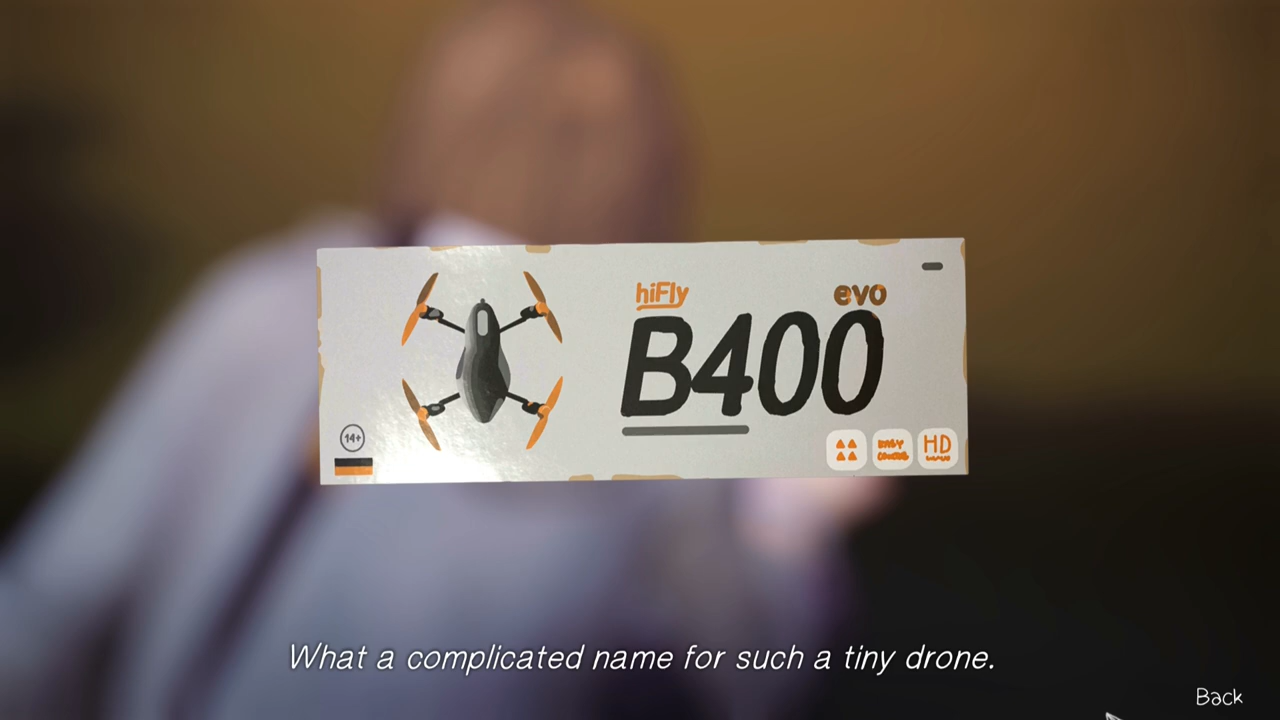 hiFly
evo
B400
14+
HD
What a complicated name for such a tiny drone.
Back